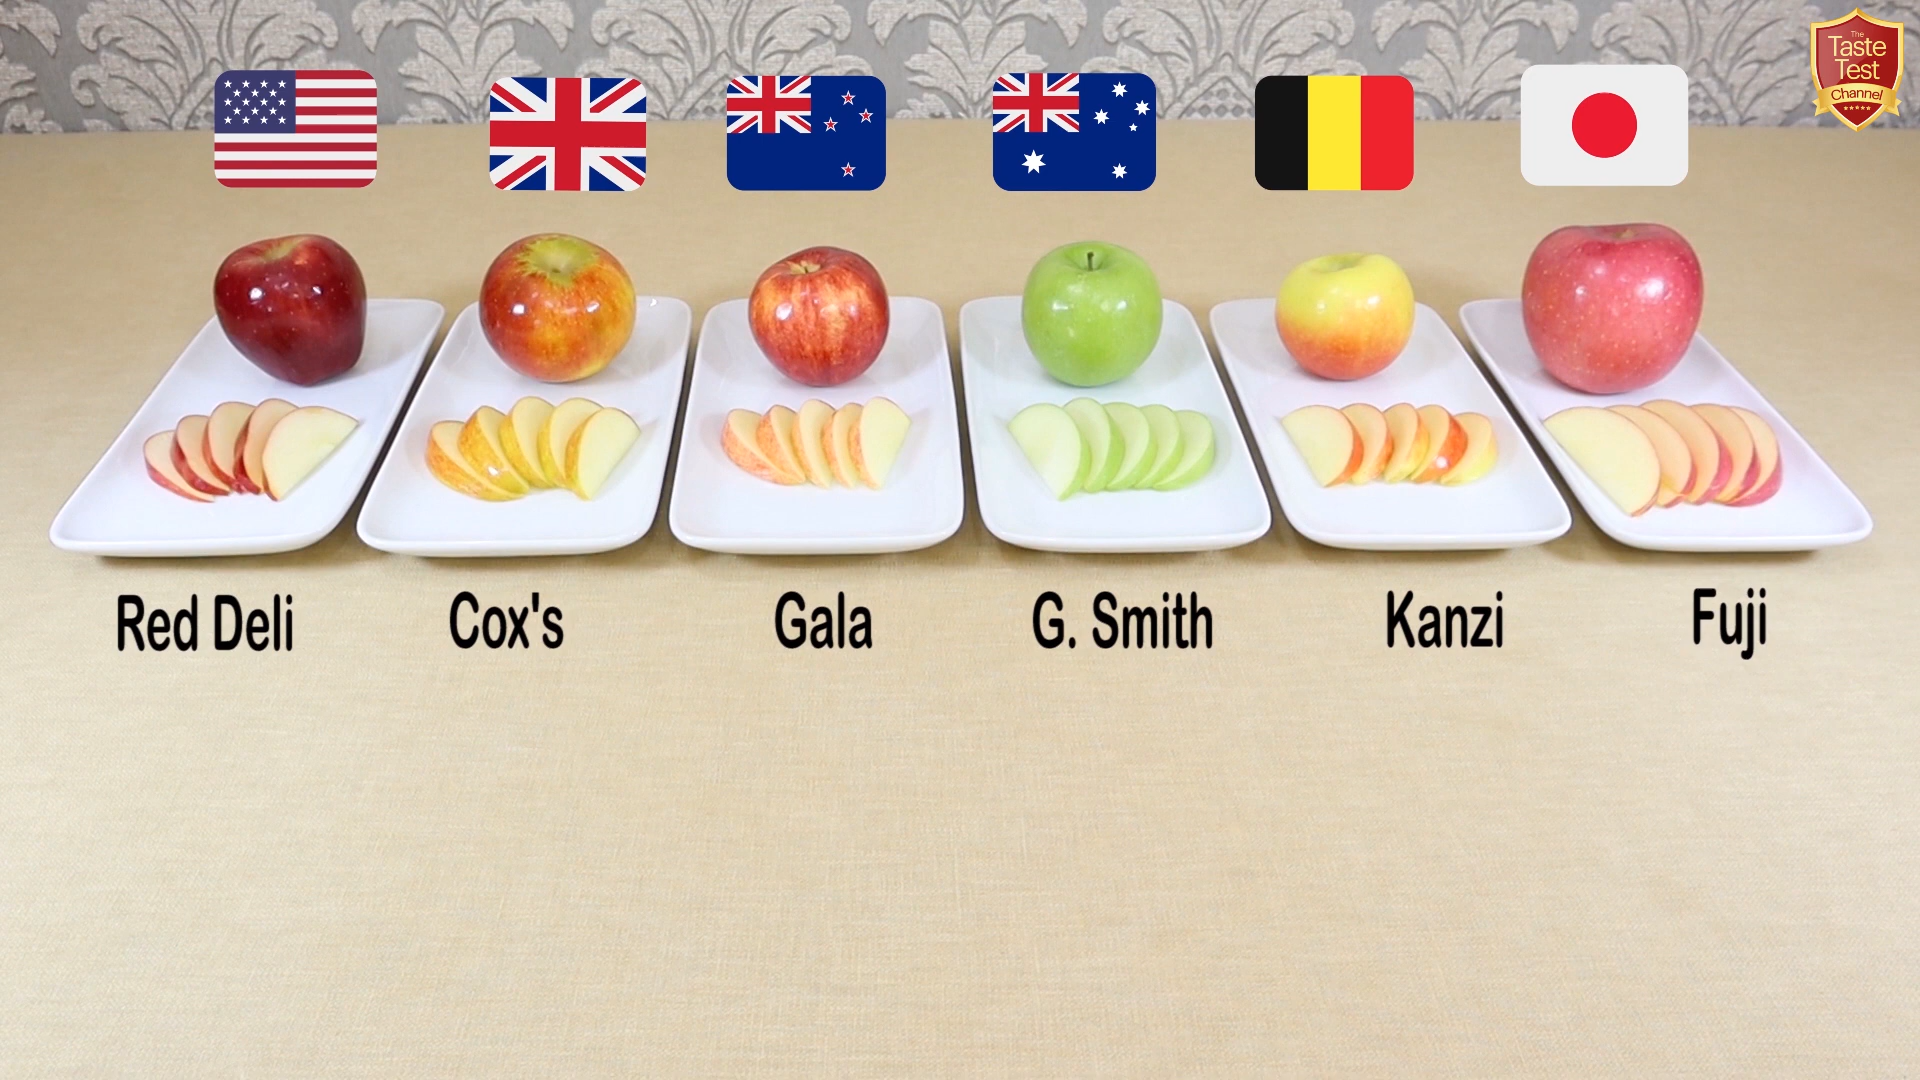 The
Taste
Test
Channel
Red Deli
Cox's
Gala
G. Smith
Kanzi
Fuji